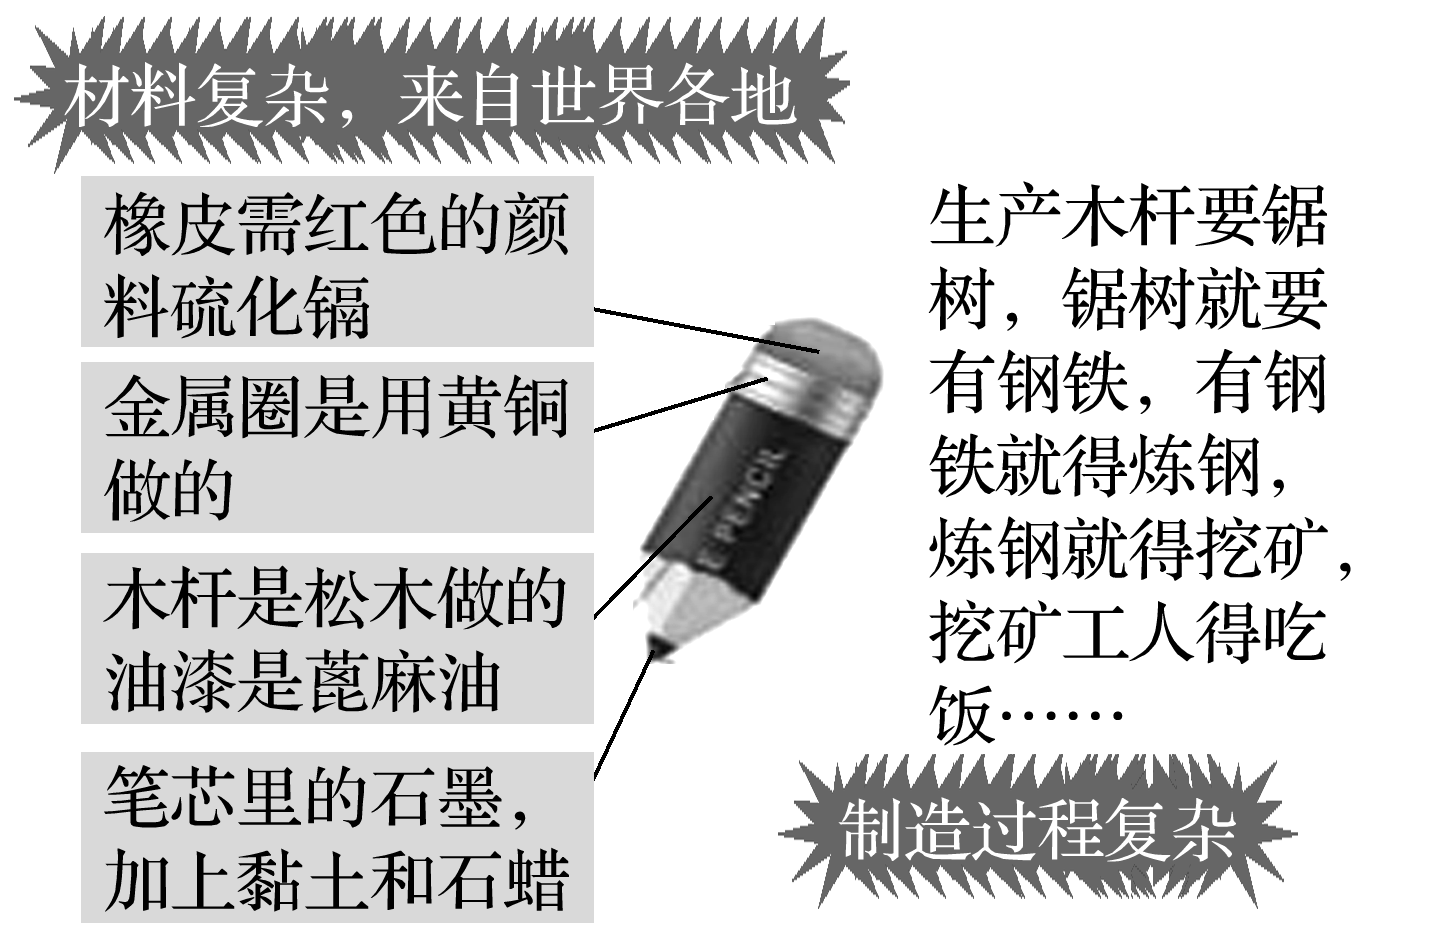 材料复杂，来自世界各地
橡皮需红色的颜
料硫化镉
金属圈是用黄铜
做的
木杆是松木做的
油漆是蓖麻油
笔芯里的石墨，
加上黏土和石蜡
E PENCIL
生产木杆要锯
树，锯树就要
有钢铁，有钢
铁就得炼钢，
炼钢就得挖矿，
挖矿工人得吃
饭……
制造过程复杂